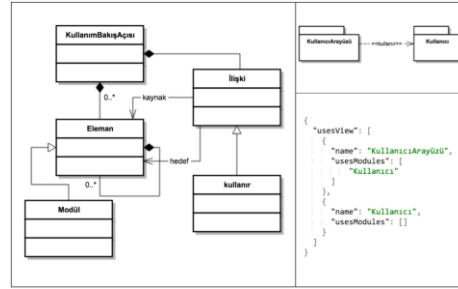 KullanımBakışAçısı
İlişki
0..*
kaynak
Eleman
hedef
0..*
kullanır
Modül
KullanıcıArayüzü
<<kullanır>>
Kullanıcı
{
"usesView": [
{
"name": "KullanıcıArayüzü",
"usesModules": [
"Kullanıcı"
]
},
{
"name": "Kullanıcı",
"usesModules": []
}
]
}